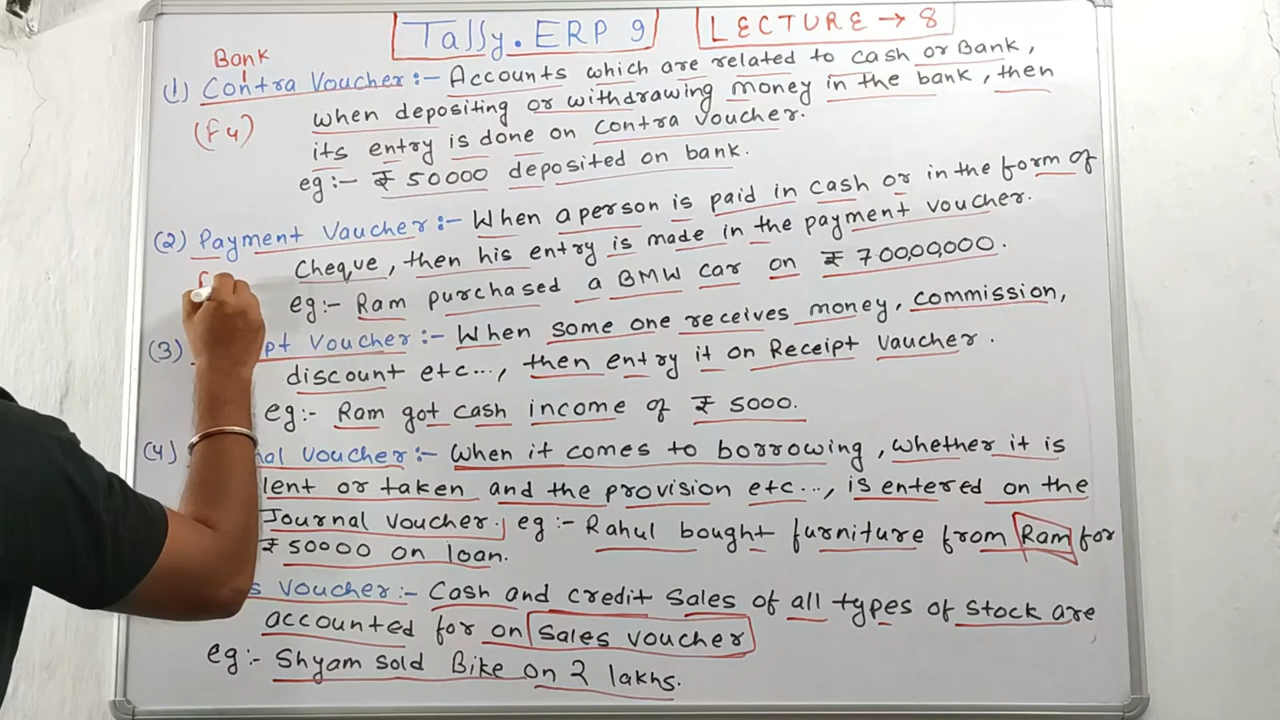 Tally.ERP 9
LECTURE → 8
Bank
(1) Contra Voucher :- Accounts which are related to cash or Bank,
(F4)
when depositing or withdrawing money in the bank, then
its entry is done on contra voucher.
eg:- ₹ 50000 deposited on bank.
(2) Payment Vaucher :- When a person is paid in cash or in the form of
cheque, then his entry is made in the payment voucher.
eg:- Ram purchased a BMW car on ₹ 700,00,000.
(3) pt Voucher :- When some one receives money, commission,
discount etc..., then entry it on Receipt Vaucher.
eg:- Ram got cash income of ₹ 5000.
(4) nal Voucher :- When it comes to borrowing, whether it is
lent or taken and the provision etc..., is entered on the
Journal Voucher. eg:- Rahul bought furniture from Ram for
₹ 50000 on loan.
s Voucher :- Cash and credit sales of all types of stock are
accounted for on sales voucher
eg:- Shyam sold Bike on 2 lakhs.